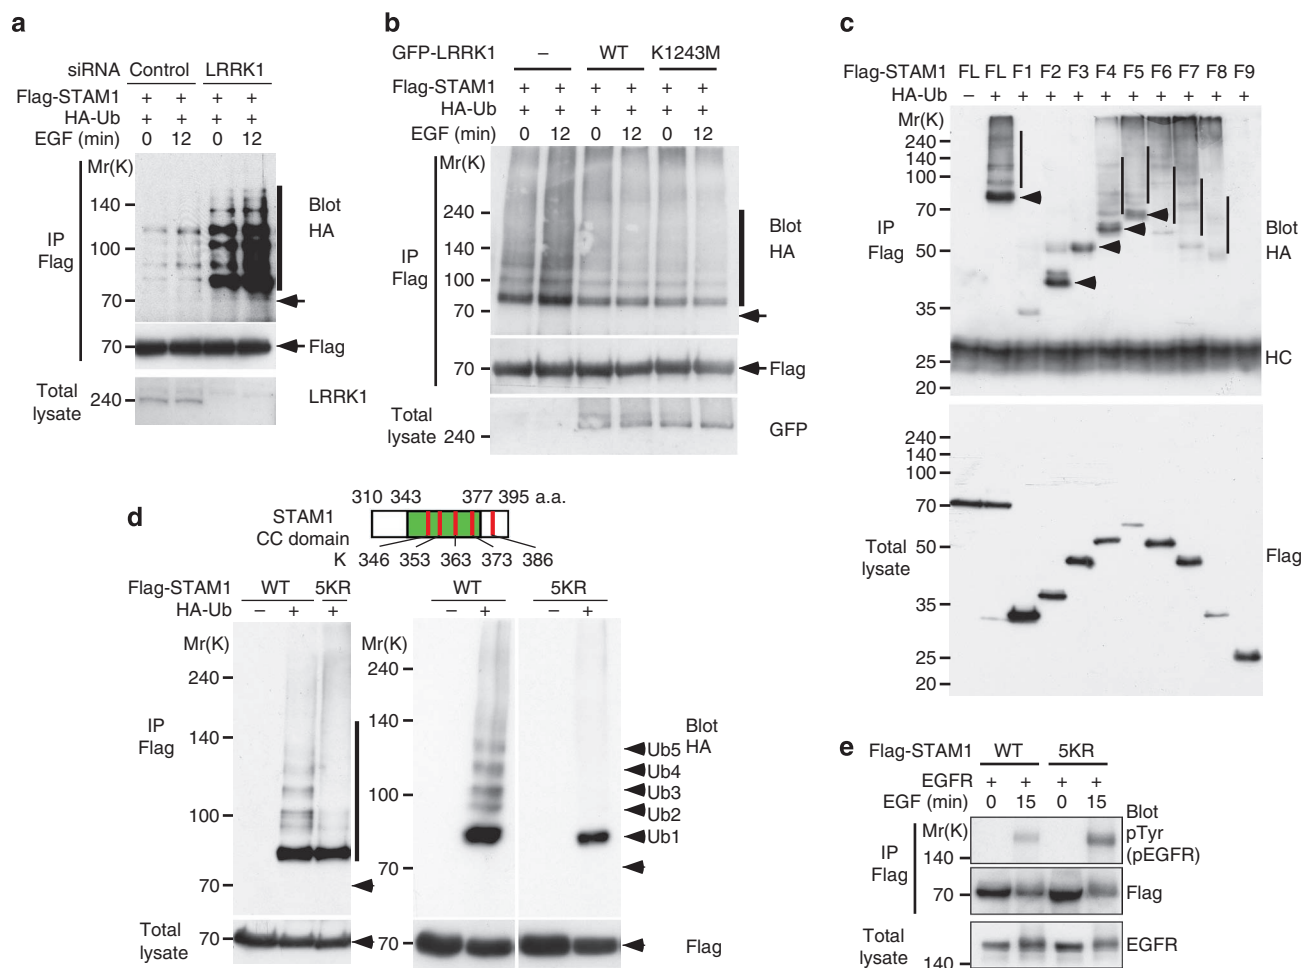 a
siRNA Control LRRK1
Flag-STAM1 + + + +
HA-Ub + + + +
EGF (min) 0 12 0 12
Mr(K)
140
100
70
IP
Flag
Blot
HA
70
Flag
Total
lysate
240
LRRK1
b
GFP-LRRK1 – WT K1243M
Flag-STAM1 + + + + + +
HA-Ub + + + + + +
EGF (min) 0 12 0 12 0 12
Mr(K)
240
140
100
70
IP
Flag
Blot
HA
70
Flag
Total
lysate
240
GFP
c
Flag-STAM1 FL FL F1 F2 F3 F4 F5 F6 F7 F8 F9
HA-Ub – + + + + + + + + + +
Mr(K)
240
140
100
70
50
35
25
20
IP
Flag
Blot
HA
HC
240
140
100
70
50
35
25
20
Total
lysate
Flag
d
310 343 377 395 a.a.
STAM1
CC domain
K 346 353 363 373 386
Flag-STAM1 WT 5KR WT 5KR
HA-Ub – + + – + – +
Mr(K)
240
140
100
70
IP
Flag
Mr(K)
240
140
100
70
Blot
HA
Ub5
Ub4
Ub3
Ub2
Ub1
Total
lysate
70
70
Flag
e
Flag-STAM1 WT 5KR
EGFR + + + +
EGF (min) 0 15 0 15
Mr(K)
140
Blot
pTyr
(pEGFR)
IP
Flag
70
Flag
Total
lysate
140
EGFR